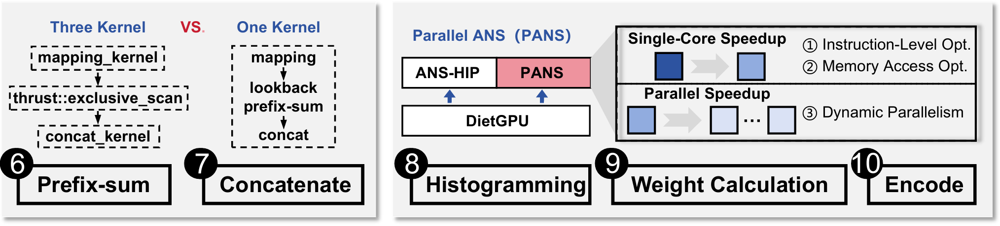 Three Kernel VS. One Kernel
mapping_kernel
thrust::exclusive_scan
concat_kernel
mapping
lookback
prefix-sum
concat
6 Prefix-sum
7 Concatenate
Parallel ANS (PANS)
ANS-HIP PANS
DietGPU
Single-Core Speedup
① Instruction-Level Opt.
② Memory Access Opt.
Parallel Speedup
...
③ Dynamic Parallelism
8 Histogramming
9 Weight Calculation
10 Encode